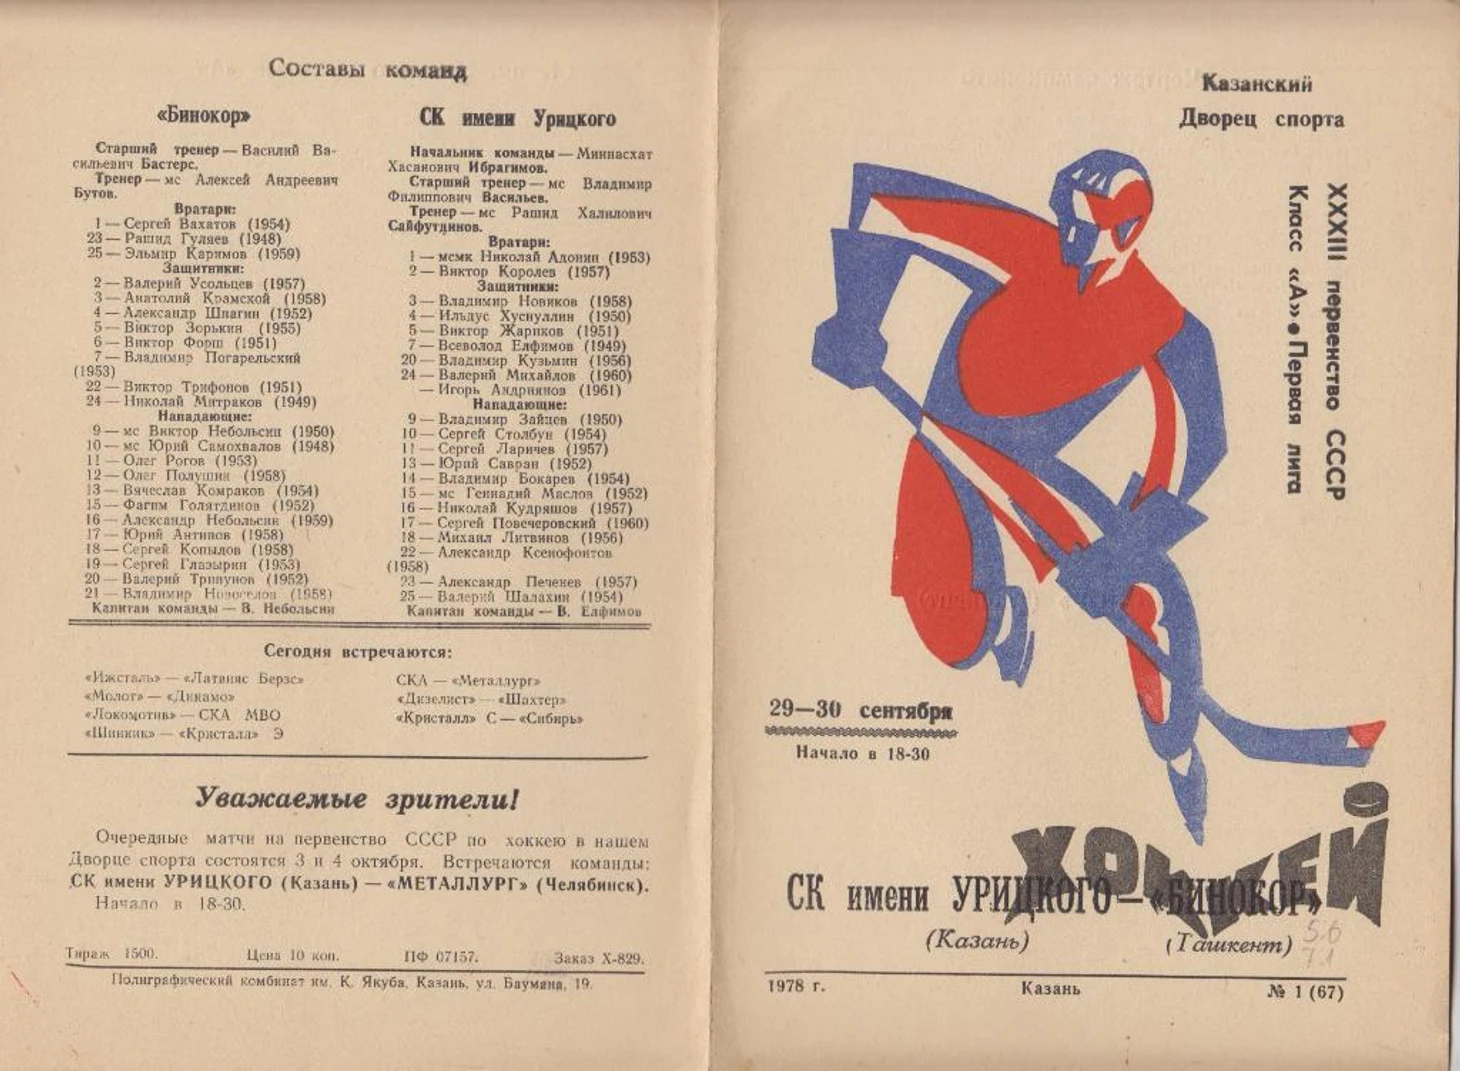 Составы команд
«Бинокор»
Старший тренер — Василий Ва-
сильевич Бастерс.
Тренер — мс Алексей Андреевич
Бутов.
Вратари:
1 — Сергей Вахатов (1954)
23 — Рашид Гуляев (1948)
25 — Эльмир Каримов (1959)
Защитники:
2 — Валерий Усольцев (1957)
3 — Анатолий Крамской (1958)
4 — Александр Шпагин (1952)
5 — Виктор Зорькин (1955)
6 — Виктор Форш (1951)
7 — Владимир Погарельский
(1953)
22 — Виктор Трифонов (1951)
24 — Николай Митраков (1949)
Нападающие:
9 — мс Виктор Небольсин (1950)
10 — мс Юрий Самохвалов (1948)
11 — Олег Рогов (1953)
12 — Олег Полушин (1958)
13 — Вячеслав Комраков (1954)
15 — Фагим Голятдинов (1952)
16 — Александр Небольсин (1959)
17 — Юрий Антипов (1958)
18 — Сергей Копылов (1958)
19 — Сергей Глазырин (1953)
20 — Валерий Трипунов (1952)
21 — Владимир Новоселов (1958)
Капитан команды — В. Небольсин
СК имени Урицкого
Начальник команды — Миннасхат
Хасанович Ибрагимов.
Старший тренер — мс Владимир
Филиппович Васильев.
Тренер — мс Рашид Халилович
Сайфутдинов.
Вратари:
1 — мсмк Николай Адонин (1953)
2 — Виктор Королев (1957)
Защитники:
3 — Владимир Новиков (1958)
4 — Ильдус Хуснуллин (1950)
5 — Виктор Жариков (1951)
7 — Всеволод Елфимов (1949)
20 — Владимир Кузьмин (1956)
24 — Валерий Михайлов (1960)
— Игорь Андриянов (1961)
Нападающие:
9 — Владимир Зайцев (1950)
10 — Сергей Столбун (1954)
11 — Сергей Ларичев (1957)
13 — Юрий Савран (1952)
14 — Владимир Бокарев (1954)
15 — мс Геннадий Маслов (1952)
16 — Николай Кудряшов (1957)
17 — Сергей Повечеровский (1960)
18 — Михаил Литвинов (1956)
22 — Александр Ксенофонтов
(1958)
23 — Александр Печенев (1957)
25 — Валерий Шалахин (1954)
Капитан команды — В. Елфимов
Сегодня встречаются:
«Ижсталь» — «Латвияс Берзс»
«Молот» — «Динамо»
«Локомотив» — СКА МВО
«Шинник» — «Кристалл» Э
СКА — «Металлург»
«Дизелист» — «Шахтер»
«Кристалл» С — «Сибирь»
Уважаемые зрители!
Очередные матчи на первенство СССР по хоккею в нашем
Дворце спорта состоятся 3 и 4 октября. Встречаются команды:
СК имени УРИЦКОГО (Казань) — «МЕТАЛЛУРГ» (Челябинск).
Начало в 18-30.
Тираж 1500. Цена 10 коп. ПФ 07157. Заказ Х-829.
Полиграфический комбинат им. К. Якуба, Казань, ул. Баумана, 19.
Казанский
Дворец спорта
XXXIII первенство СССР
Класс «А» ● Первая лига
29—30 сентября
Начало в 18-30
ХОККЕЙ
СК имени УРИЦКОГО — «БИНОКОР»
(Казань) (Ташкент)
5.6
7.1
1978 г. Казань № 1 (67)